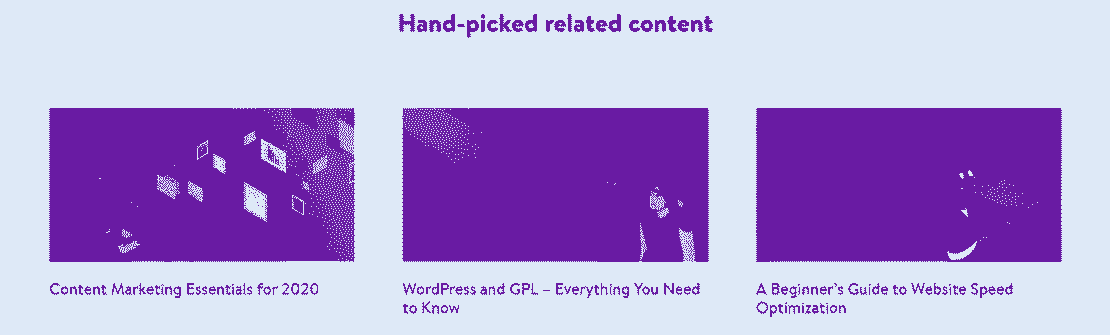 Hand-picked related content
Content Marketing Essentials for 2020
WordPress and GPL – Everything You Need
to Know
A Beginner's Guide to Website Speed
Optimization